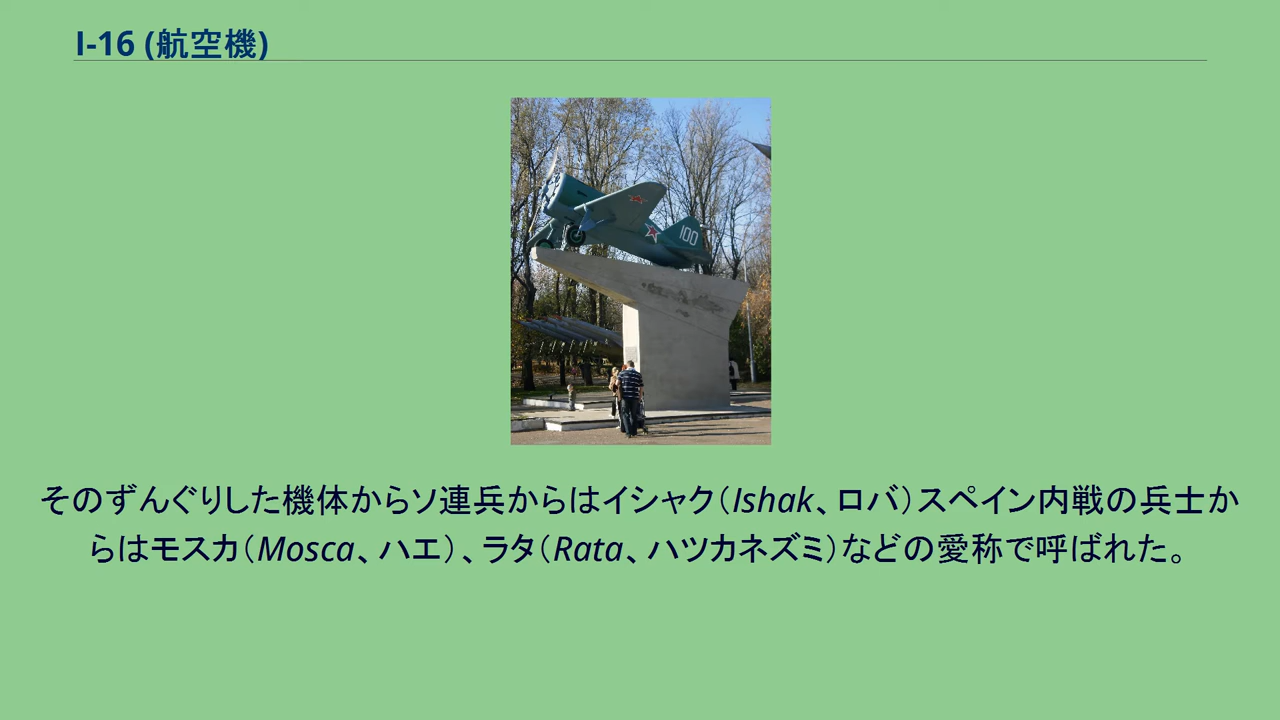 I-16 (航空機)
100
そのずんぐりした機体からソ連兵からはイシャク（Ishak、ロバ）スペイン内戦の兵士か
らはモスカ（Mosca、ハエ）、ラタ（Rata、ハツカネズミ）などの愛称で呼ばれた。